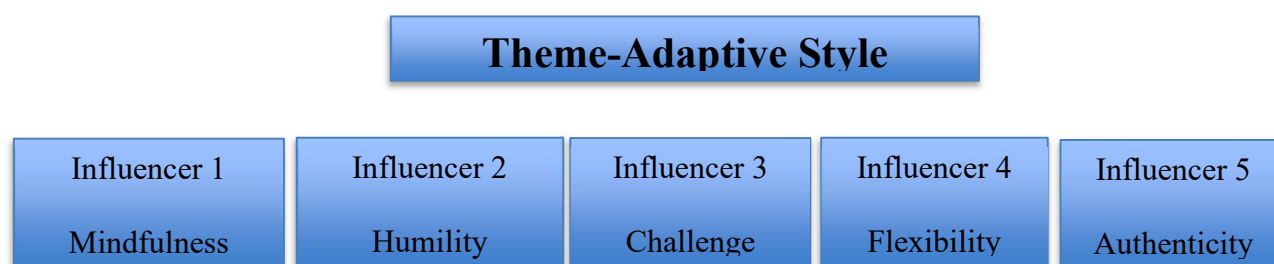 Theme-Adaptive Style
Influencer 1
Mindfulness
Influencer 2
Humility
Influencer 3
Challenge
Influencer 4
Flexibility
Influencer 5
Authenticity